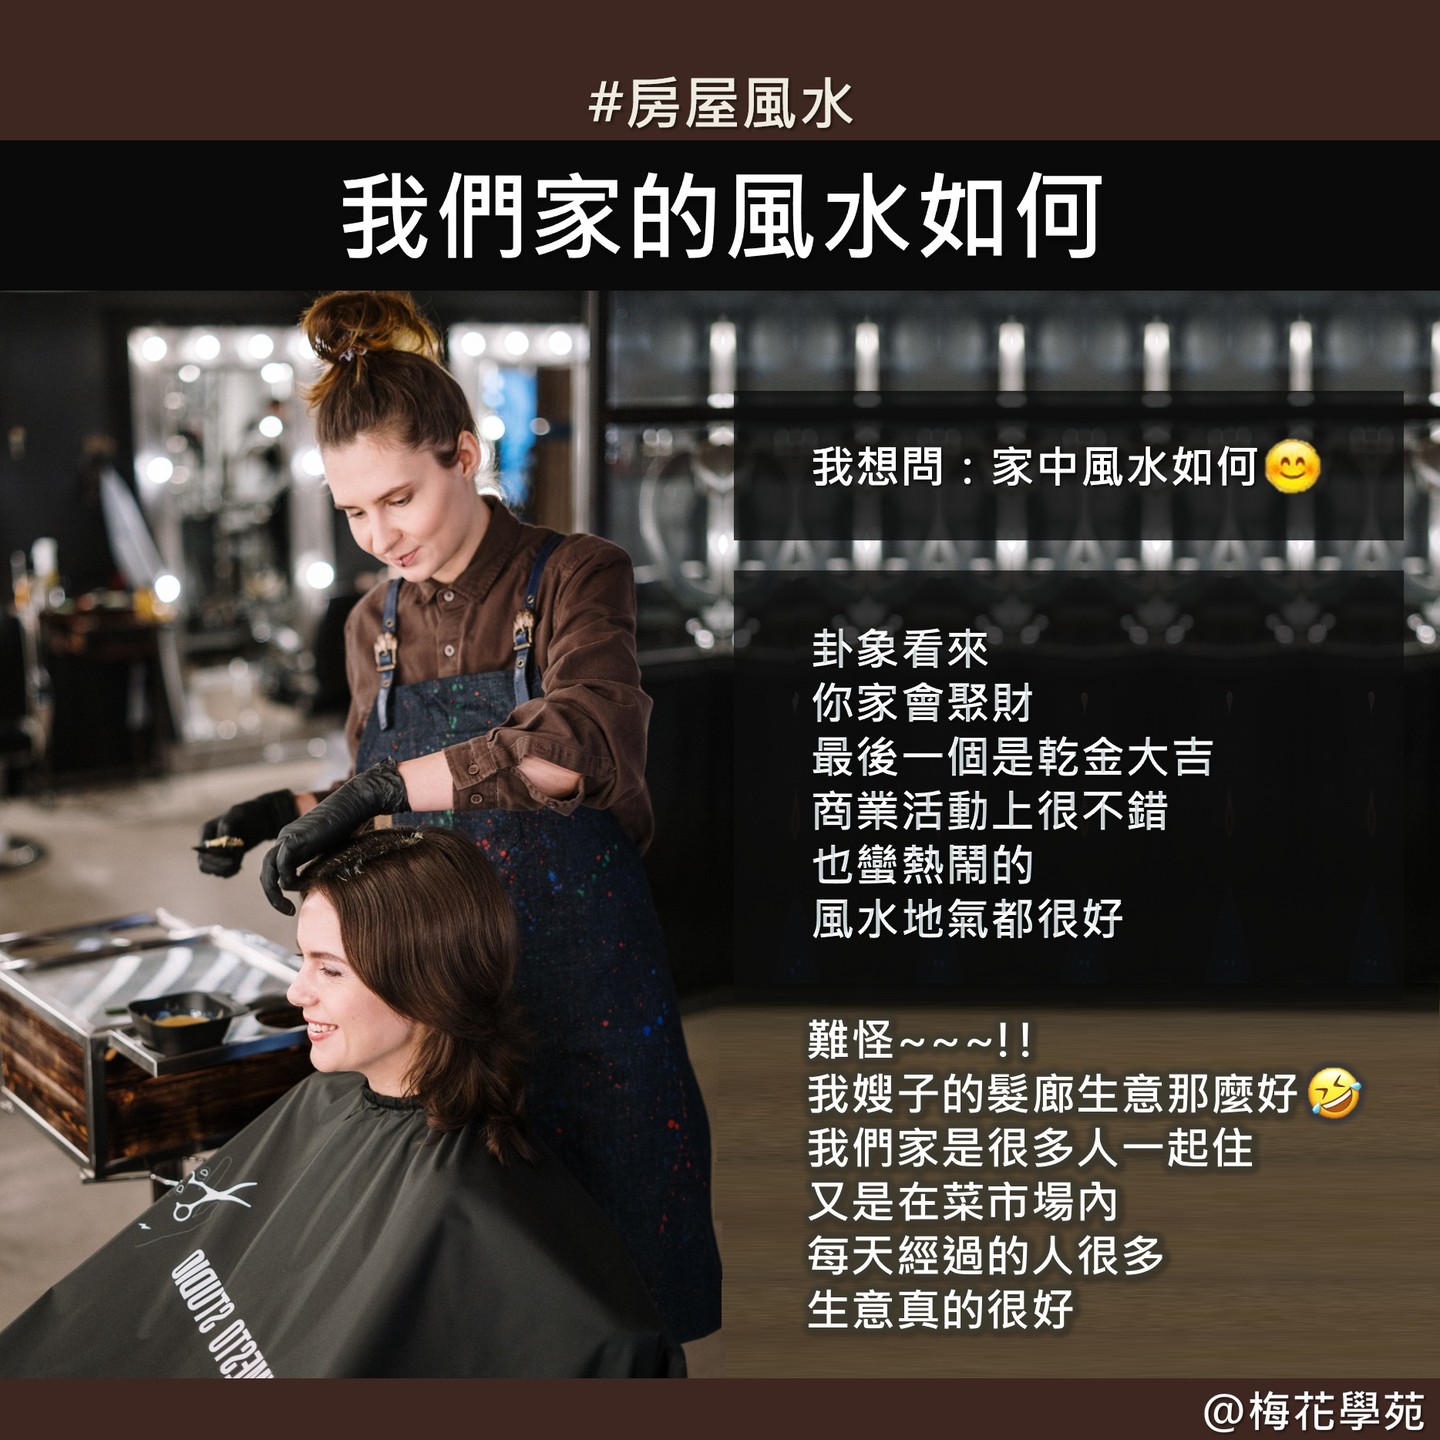 #房屋風水
我們家的風水如何
我想問：家中風水如何😊
卦象看來
你家會聚財
最後一個是乾金大吉
商業活動上很不錯
也蠻熱鬧的
風水地氣都很好
難怪~~~!!
我嫂子的髮廊生意那麼好🤣
我們家是很多人一起住
又是在菜市場內
每天經過的人很多
生意真的很好
@梅花學苑